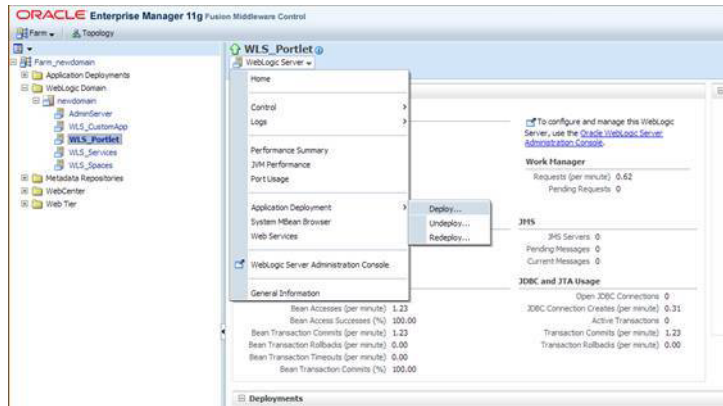 ORACLE Enterprise Manager 11g Fusion Middleware Control
Farm Topology
Farm_newdomain
Application Deployments
WebLogic Domain
newdomain
AdminServer
WLS_CustomApp
WLS_Portlet
WLS_Services
WLS_Spaces
Metadata Repositories
WebCenter
Web Tier
WLS_Portlet
WebLogic Server
Home
Control
Logs
Performance Summary
JVM Performance
Port Usage
Application Deployment
System MBean Browser
Web Services
WebLogic Server Administration Console
General Information
Deploy...
Undeploy...
Redeploy...
Bean Accesses (per minute) 1.23
Bean Access Successes (%) 100.00
Bean Transaction Commits (per minute) 1.23
Bean Transaction Rollbacks (per minute) 0.00
Bean Transaction Timeouts (per minute) 0.00
Bean Transaction Commits (%) 100.00
To configure and manage this WebLogic
Server, use the Oracle WebLogic Server
Administration Console.
Work Manager
Requests (per minute) 0.62
Pending Requests 0
JMS
JMS Servers 0
Pending Messages 0
Current Messages 0
JDBC and JTA Usage
Open JDBC Connections 0
JDBC Connection Creates (per minute) 0.31
Active Transactions 0
Transaction Commits (per minute) 1.23
Transaction Rollbacks (per minute) 0.00
Deployments